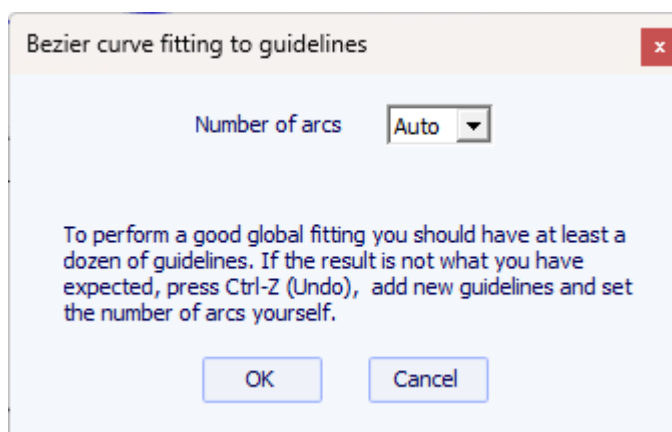 Bezier curve fitting to guidelines
x
Number of arcs Auto
To perform a good global fitting you should have at least a
dozen of guidelines. If the result is not what you have
expected, press Ctrl-Z (Undo),  add new guidelines and set
the number of arcs yourself.
OK Cancel